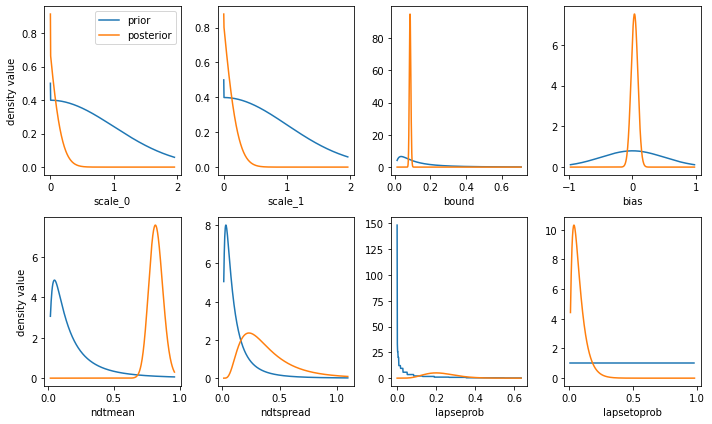 prior
posterior
density value
0.8
0.6
0.4
0.2
0.0
0 1 2
scale_0
0.8
0.6
0.4
0.2
0.0
0 1 2
scale_1
80
60
40
20
0
0.0 0.2 0.4 0.6
bound
6
4
2
0
−1 0 1
bias
density value
6
4
2
0
0.0 0.5 1.0
ndtmean
8
6
4
2
0
0.0 0.5 1.0
ndtspread
150
125
100
75
50
25
0
0.0 0.2 0.4 0.6
lapseprob
10
8
6
4
2
0
0.0 0.5 1.0
lapsetoprob